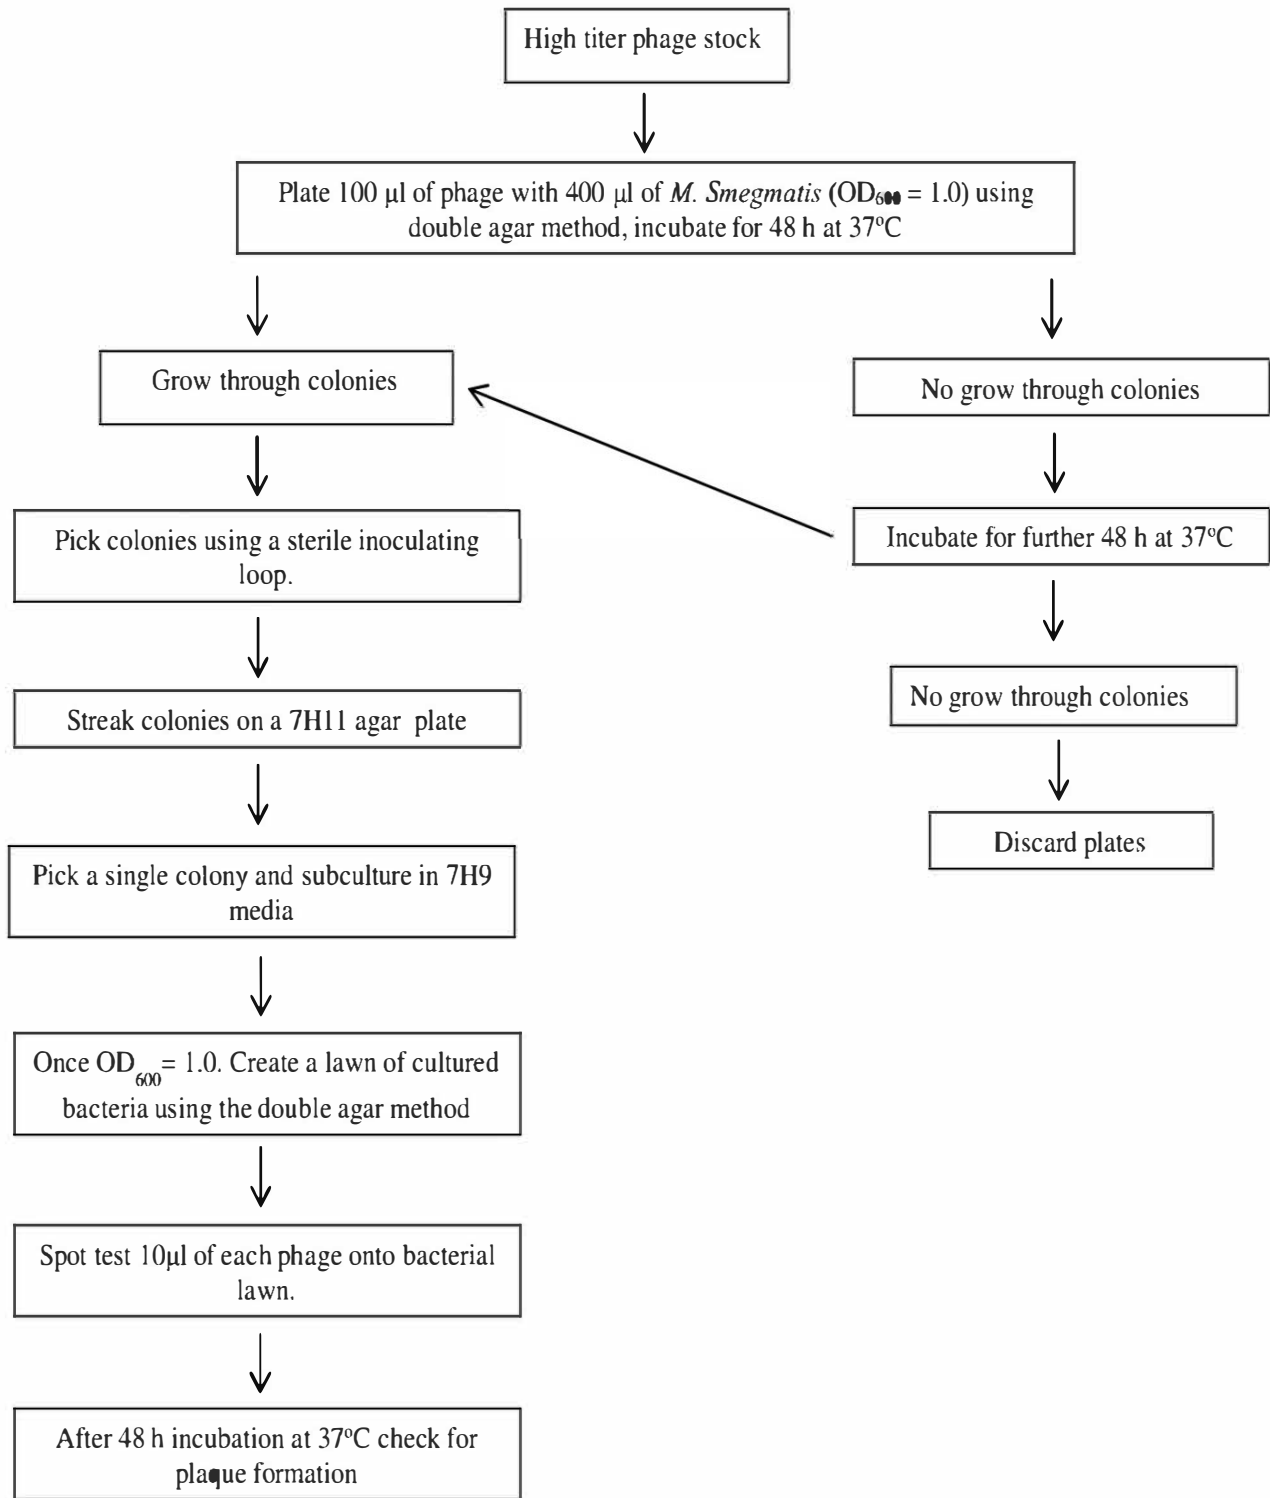 High titer phage stock
Plate 100 µl of phage with 400 µl of M. Smegmatis (OD600 = 1.0) using
double agar method, incubate for 48 h at 37ºC
Grow through colonies
No grow through colonies
Pick colonies using a sterile inoculating
loop.
Incubate for further 48 h at 37ºC
Streak colonies on a 7H11 agar plate
No grow through colonies
Pick a single colony and subculture in 7H9
media
Discard plates
Once OD600= 1.0. Create a lawn of cultured
bacteria using the double agar method
Spot test 10µl of each phage onto bacterial
lawn.
After 48 h incubation at 37ºC check for
plaque formation